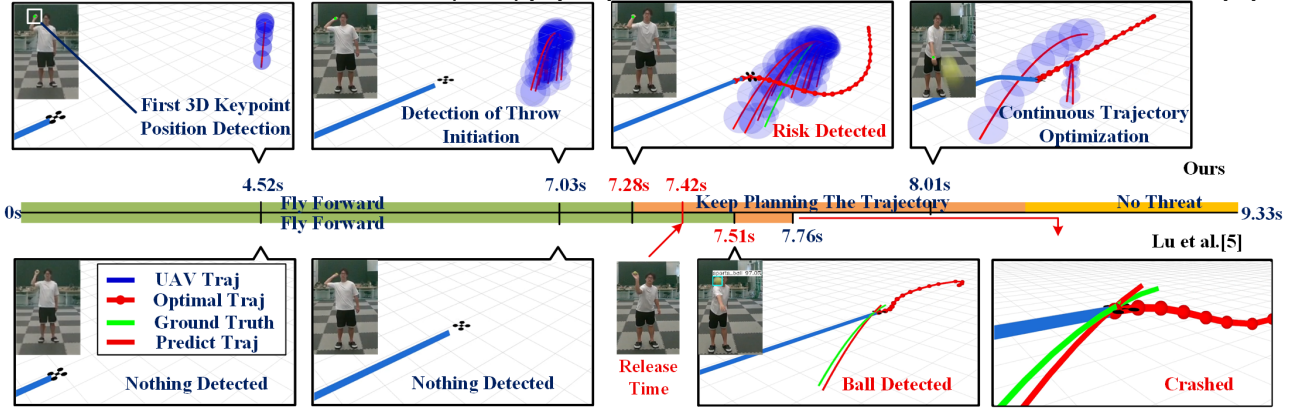 First 3D Keypoint
Position Detection
Detection of Throw
Initiation
Risk Detected
Continuous Trajectory
Optimization
Ours
4.52s
7.03s
7.28s
7.42s
8.01s
0s
Fly Forward
Keep Planning The Trajectory
No Threat
9.33s
Fly Forward
7.51s
7.76s
Lu et al.[5]
UAV Traj
Optimal Traj
Ground Truth
Predict Traj
Nothing Detected
Nothing Detected
Release
Time
Ball Detected
Crashed